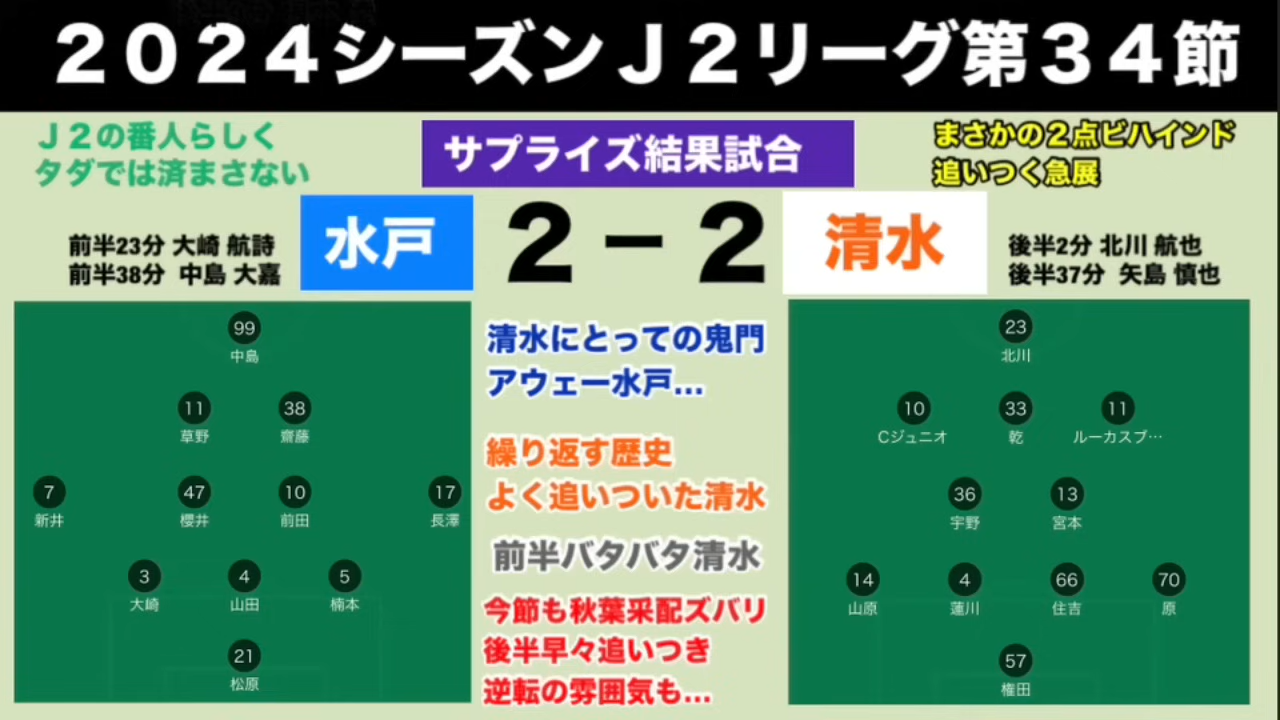 ２０２４シーズンＪ２リーグ第３４節
Ｊ２の番人らしく
タダでは済まさない
サプライズ結果試合
まさかの２点ビハインド
追いつく急展
前半23分 大崎 航詩
前半38分 中島 大嘉
水戸
２－２
清水
後半2分 北川 航也
後半37分 矢島 慎也
99
中島
11
草野
38
齋藤
7
新井
47
櫻井
10
前田
17
長澤
3
大崎
4
山田
5
楠本
21
松原
清水にとっての鬼門
アウェー水戸...
繰り返す歴史
よく追いついた清水
前半バタバタ清水
今節も秋葉采配ズバリ
後半早々追いつき
逆転の雰囲気も...
23
北川
10
Cジュニオ
33
乾
11
ルーカスブ…
36
宇野
13
宮本
14
山原
4
蓮川
66
住吉
70
原
57
権田